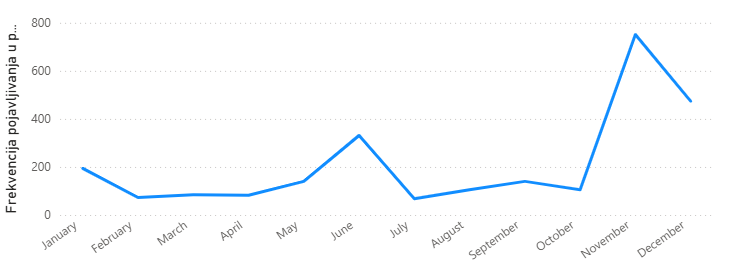 Frekvencija pojavljivanja u p...
800
600
400
200
0
January
February
March
April
May
June
July
August
September
October
November
December